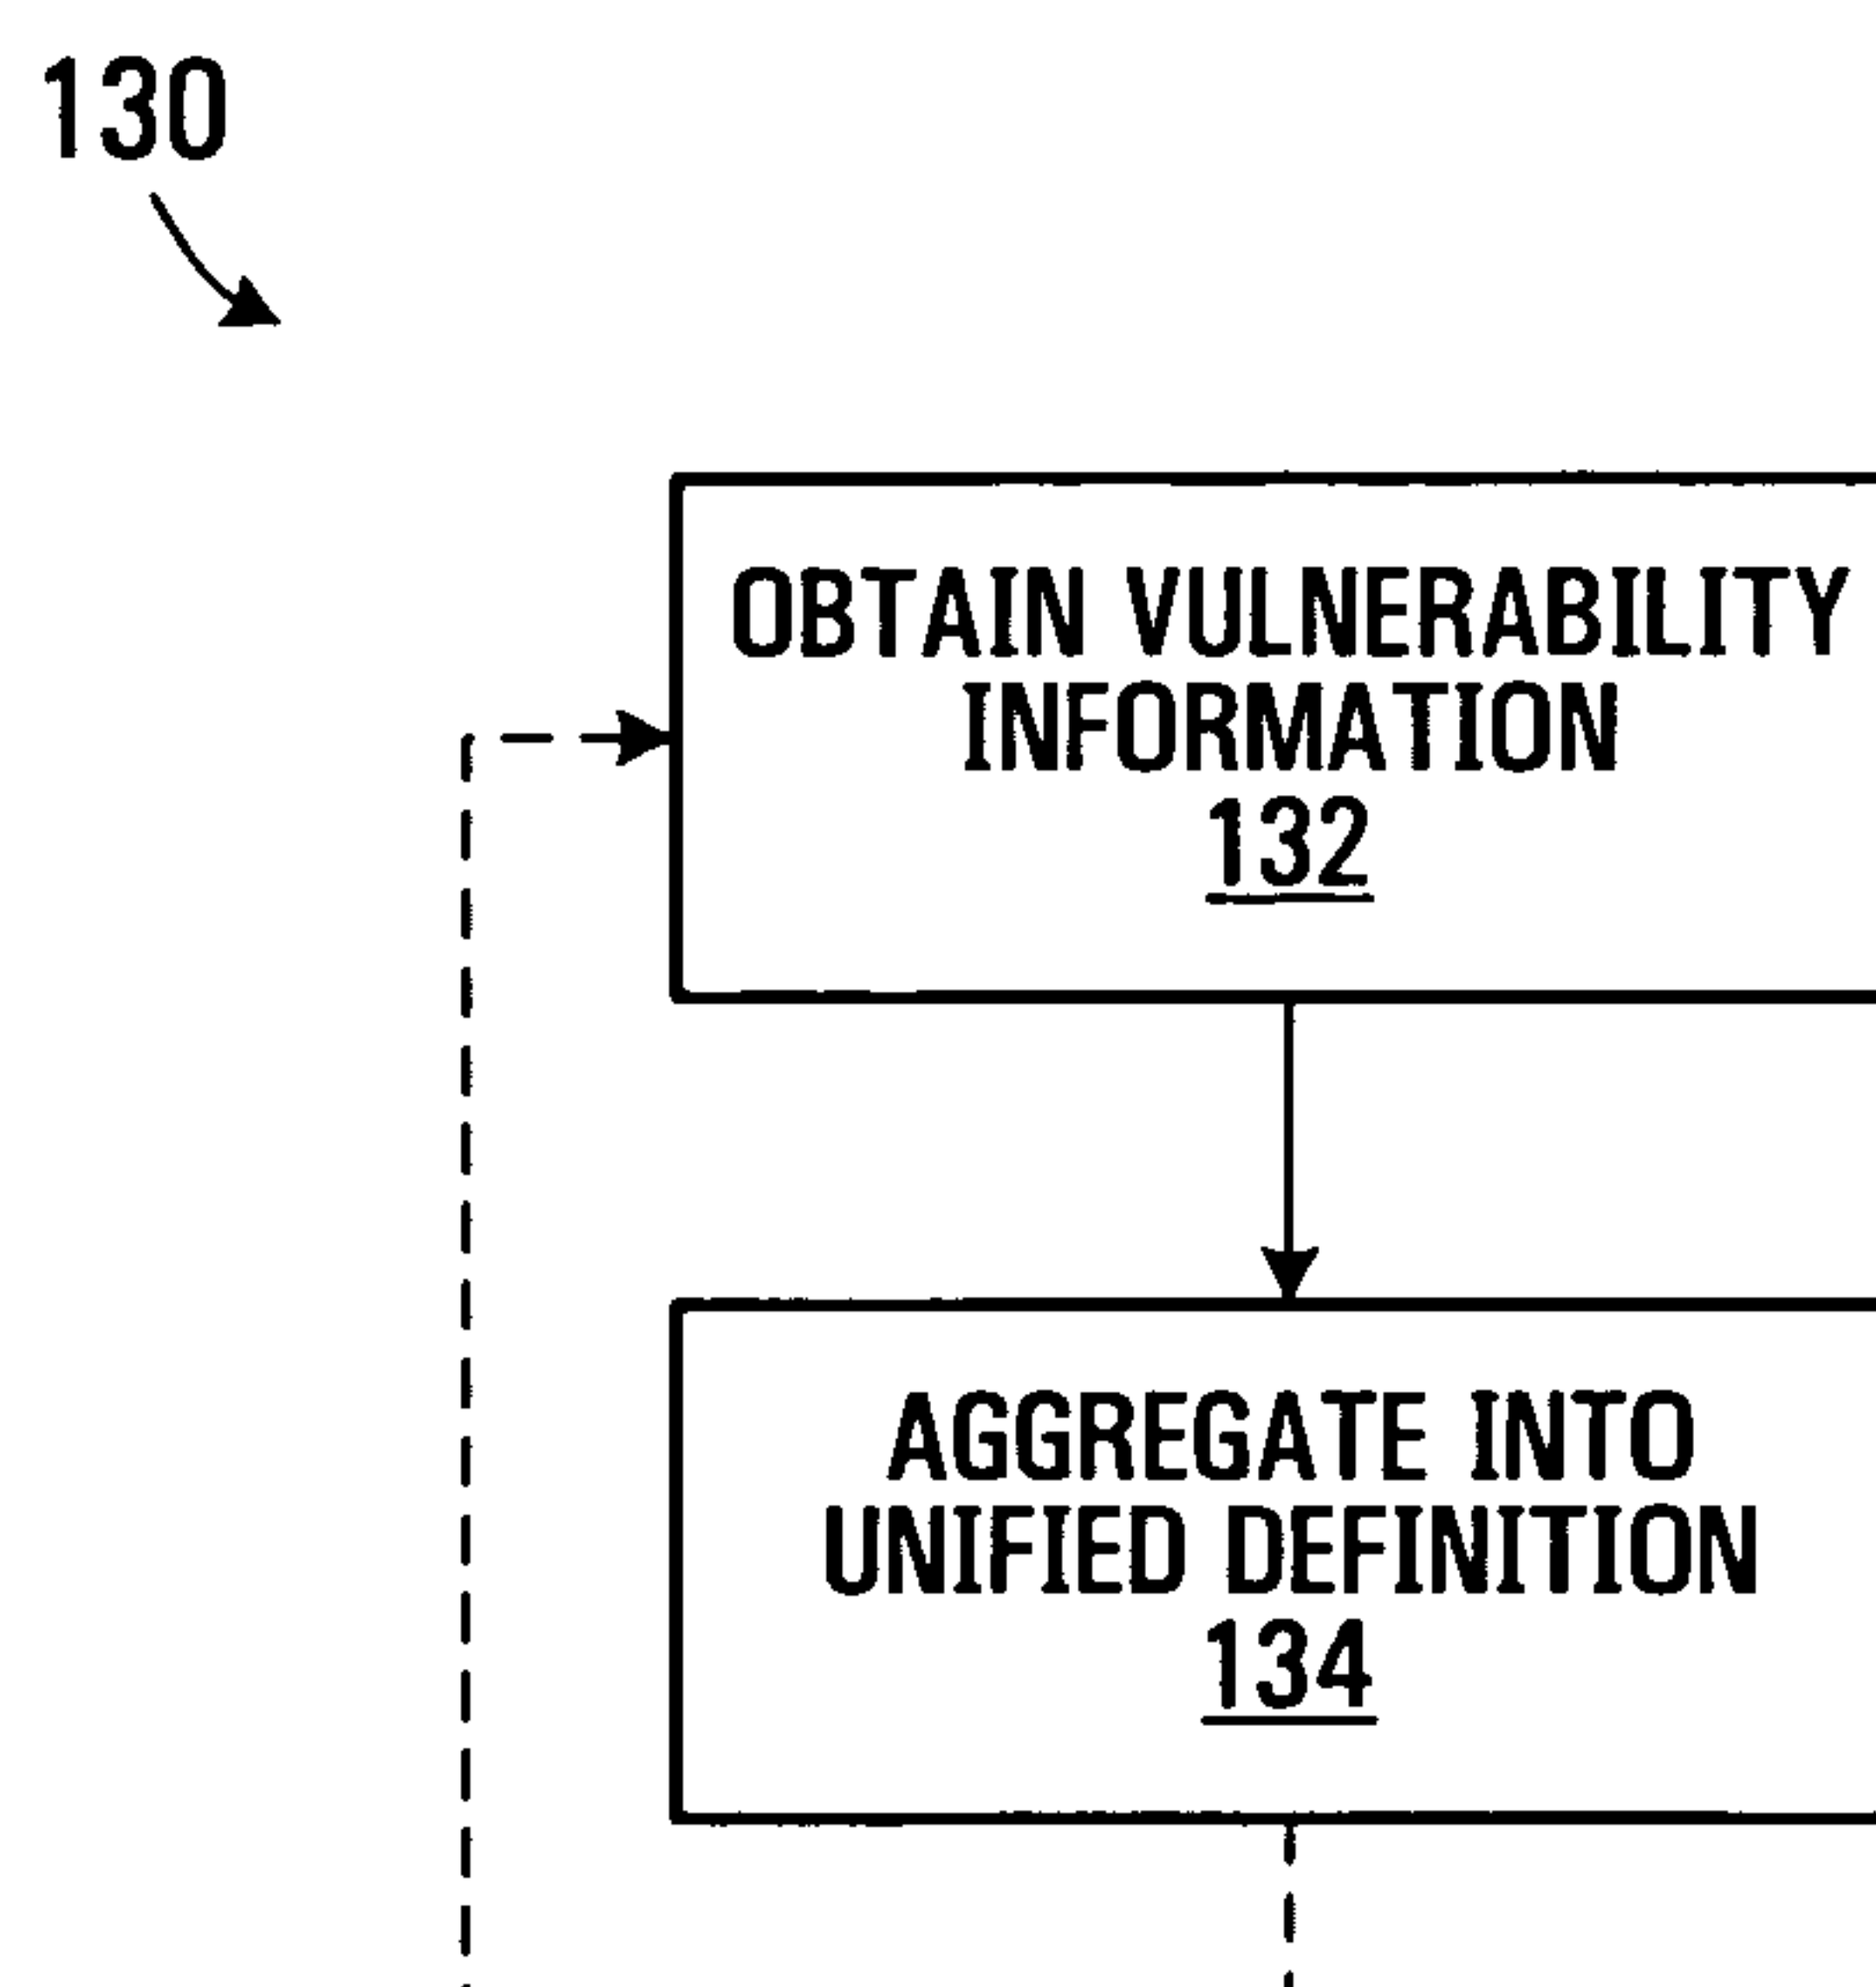 130
OBTAIN VULNERABILITY
INFORMATION
132
AGGREGATE INTO
UNIFIED DEFINITION
134